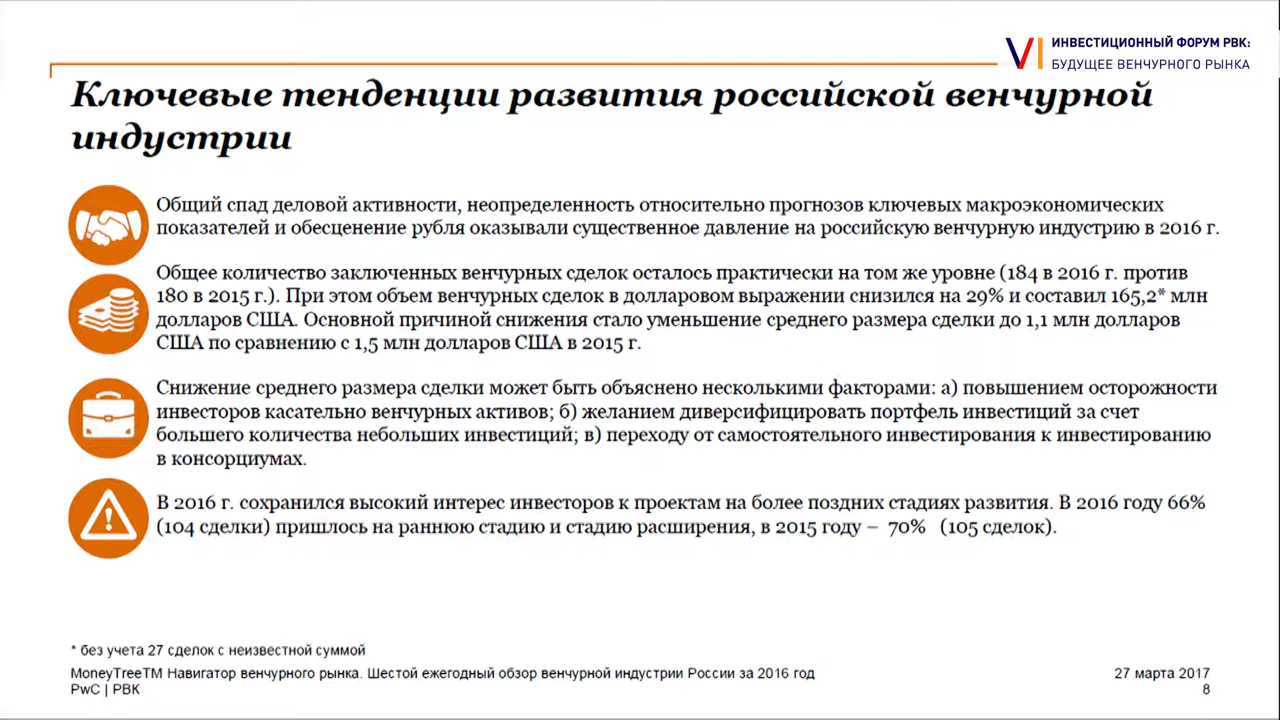 VI ИНВЕСТИЦИОННЫЙ ФОРУМ РВК:
БУДУЩЕЕ ВЕНЧУРНОГО РЫНКА
Ключевые тенденции развития российской венчурной
индустрии
Общий спад деловой активности, неопределенность относительно прогнозов ключевых макроэкономических
показателей и обесценение рубля оказывали существенное давление на российскую венчурную индустрию в 2016 г.
Общее количество заключенных венчурных сделок осталось практически на том же уровне (184 в 2016 г. против
180 в 2015 г.). При этом объем венчурных сделок в долларовом выражении снизился на 29% и составил 165,2* млн
долларов США. Основной причиной снижения стало уменьшение среднего размера сделки до 1,1 млн долларов
США по сравнению с 1,5 млн долларов США в 2015 г.
Снижение среднего размера сделки может быть объяснено несколькими факторами: а) повышением осторожности
инвесторов касательно венчурных активов; б) желанием диверсифицировать портфель инвестиций за счет
большего количества небольших инвестиций; в) переходу от самостоятельного инвестирования к инвестированию
в консорциумах.
В 2016 г. сохранился высокий интерес инвесторов к проектам на более поздних стадиях развития. В 2016 году 66%
(104 сделки) пришлось на раннюю стадию и стадию расширения, в 2015 году – 70% (105 сделок).
* без учета 27 сделок с неизвестной суммой
MoneyTreeTM Навигатор венчурного рынка. Шестой ежегодный обзор венчурной индустрии России за 2016 год
PwC | РВК
27 марта 2017
8